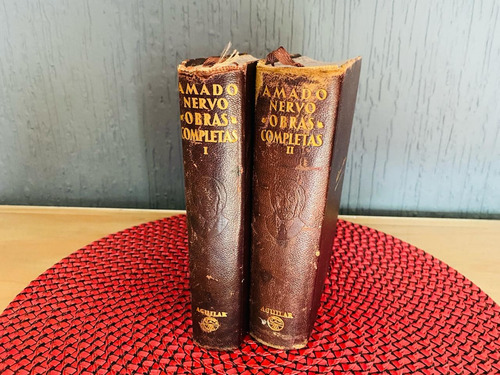 AMADO
NERVO
OBRAS
COMPLETAS
I
AGUILAR
AMADO
NERVO
OBRAS
COMPLETAS
II
AGUILAR